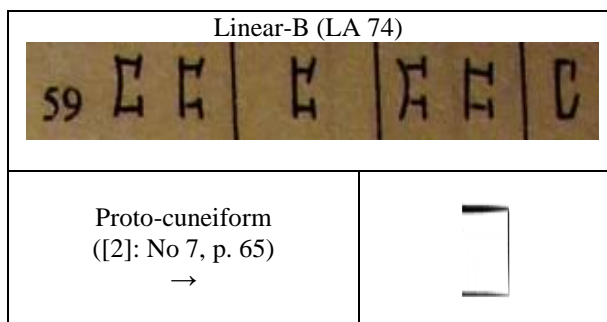 Linear-B (LA 74)
59
Proto-cuneiform
([2]: No 7, p. 65)
→